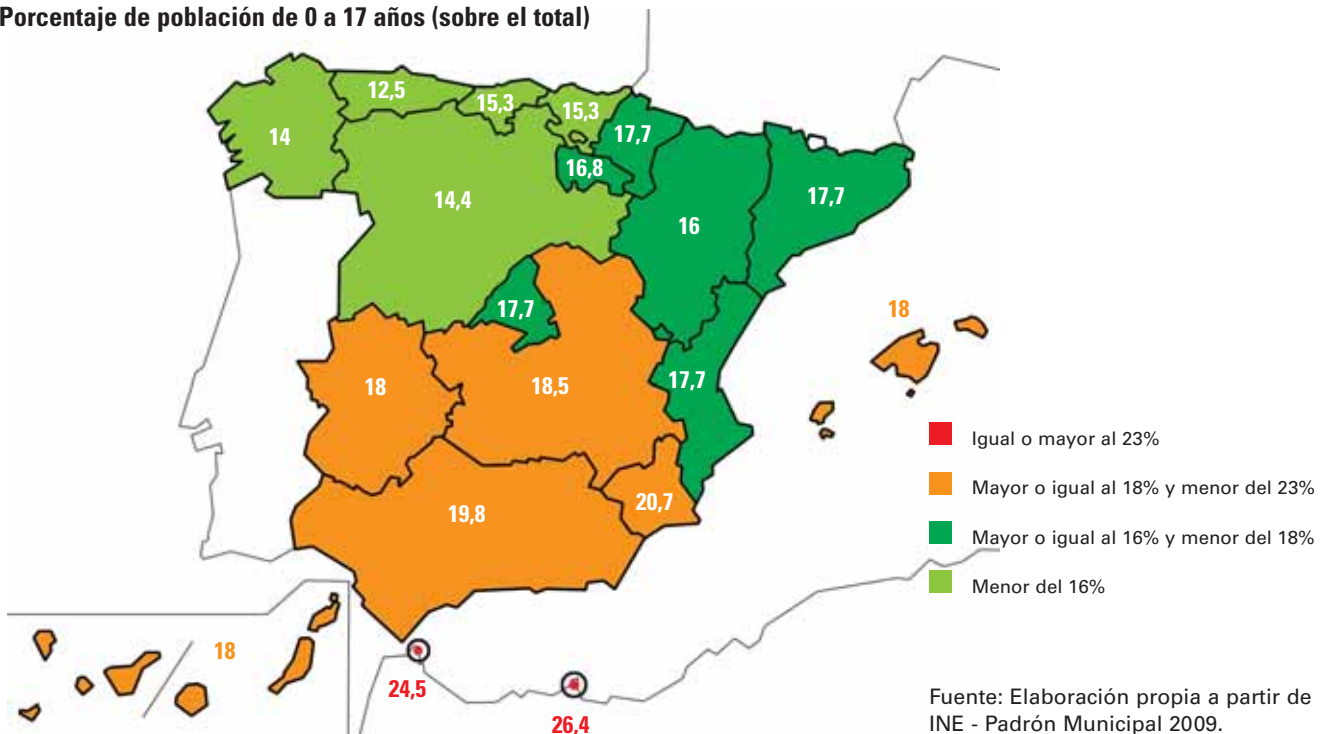 Porcentaje de población de 0 a 17 años (sobre el total)
12,5
15,3
15,3
14
17,7
16,8
14,4
16
17,7
17,7
18
18
18,5
17,7
19,8
20,7
18
24,5
26,4
Igual o mayor al 23%
Mayor o igual al 18% y menor del 23%
Mayor o igual al 16% y menor del 18%
Menor del 16%
Fuente: Elaboración propia a partir de
INE - Padrón Municipal 2009.